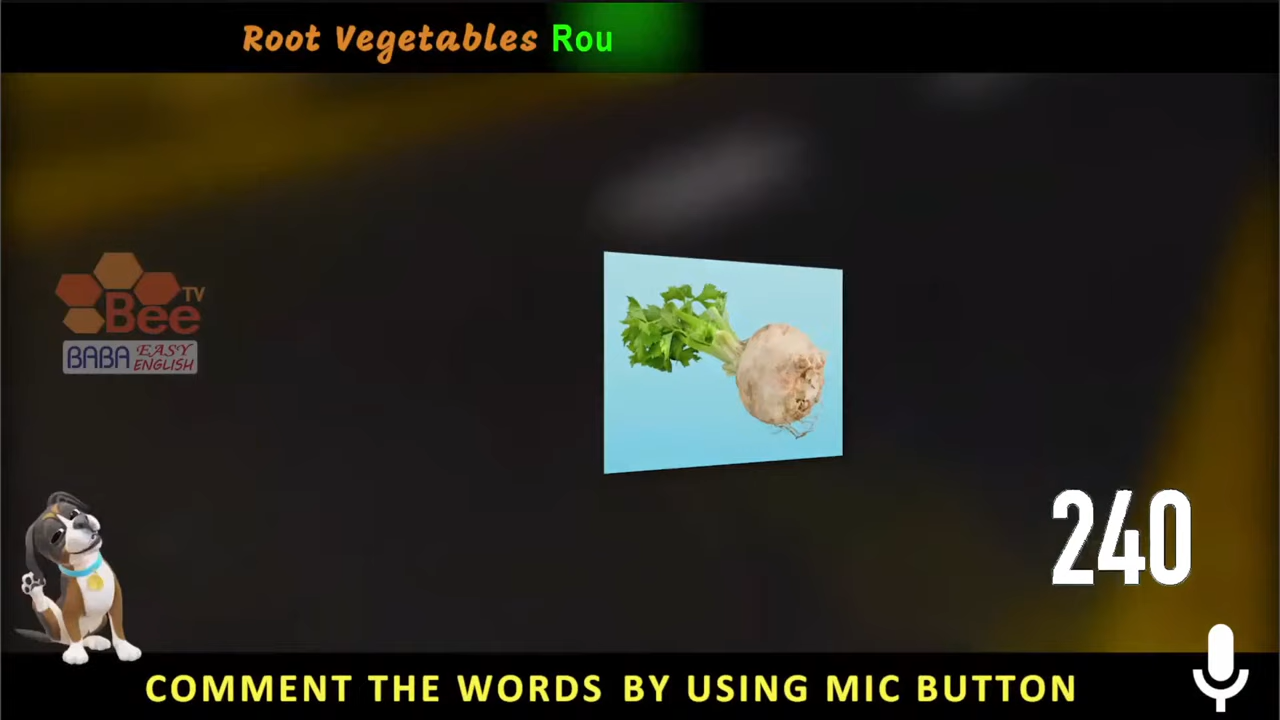 Root Vegetables Rou
Bee TV
BABA EASY ENGLISH
240
COMMENT THE WORDS BY USING MIC BUTTON